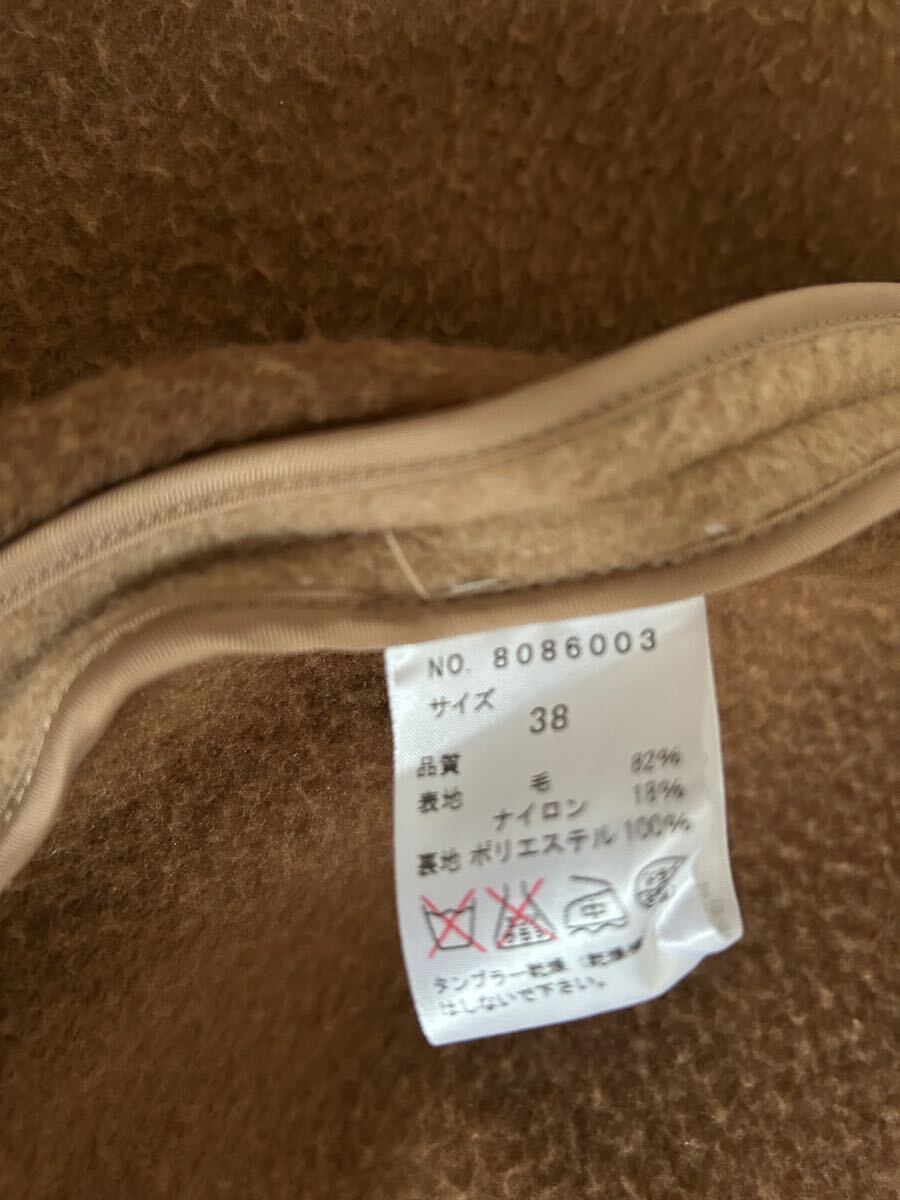 NO. 8086003
サイズ
38
品質
表地 毛 82%
ナイロン 18%
裏地 ポリエステル 100%
中
タンブラー乾燥(乾燥
はしないで下さい。